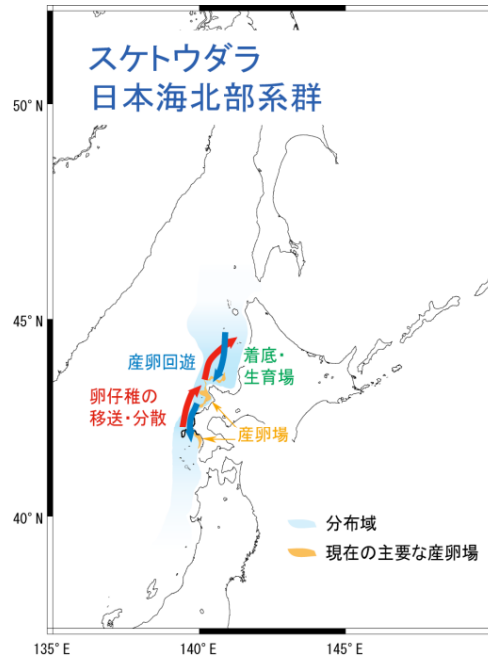 スケトウダラ
日本海北部系群
50°N
45°N
産卵回遊
着底・
生育場
卵仔稚の
移送・分散
産卵場
40°N
分布域
現在の主要な産卵場
135°E
140°E
145°E